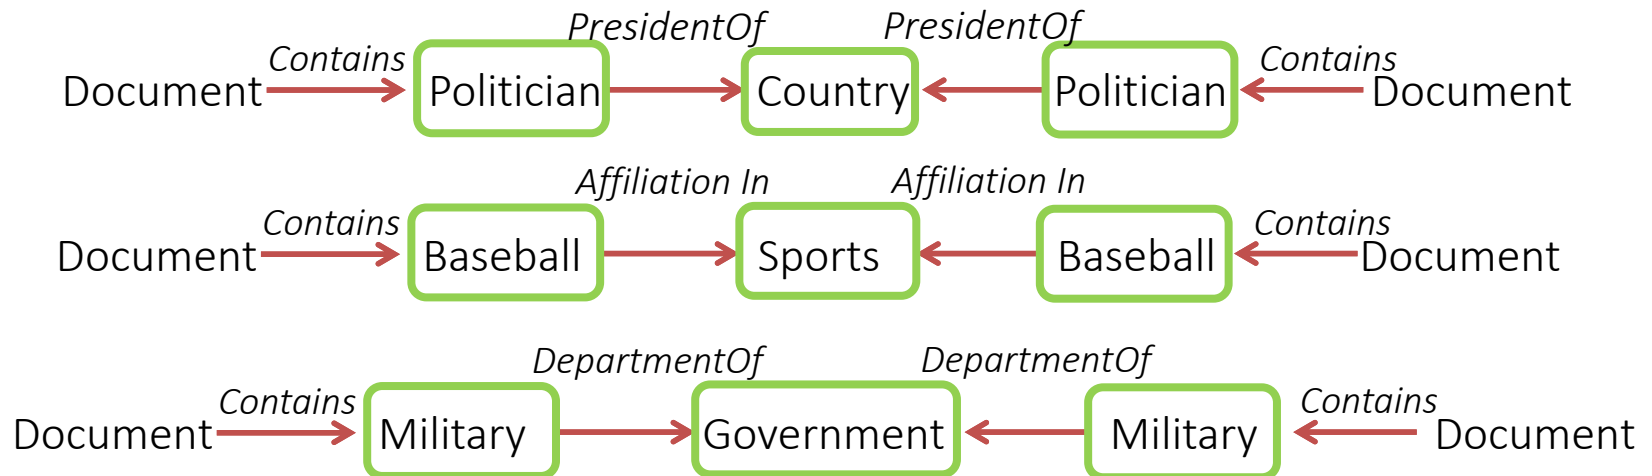 PresidentOf PresidentOf
Contains Contains
Document Politician Country Politician Document
Affiliation In Affiliation In
Contains Contains
Document Baseball Sports Baseball Document
DepartmentOf DepartmentOf
Contains Contains
Document Military Government Military Document